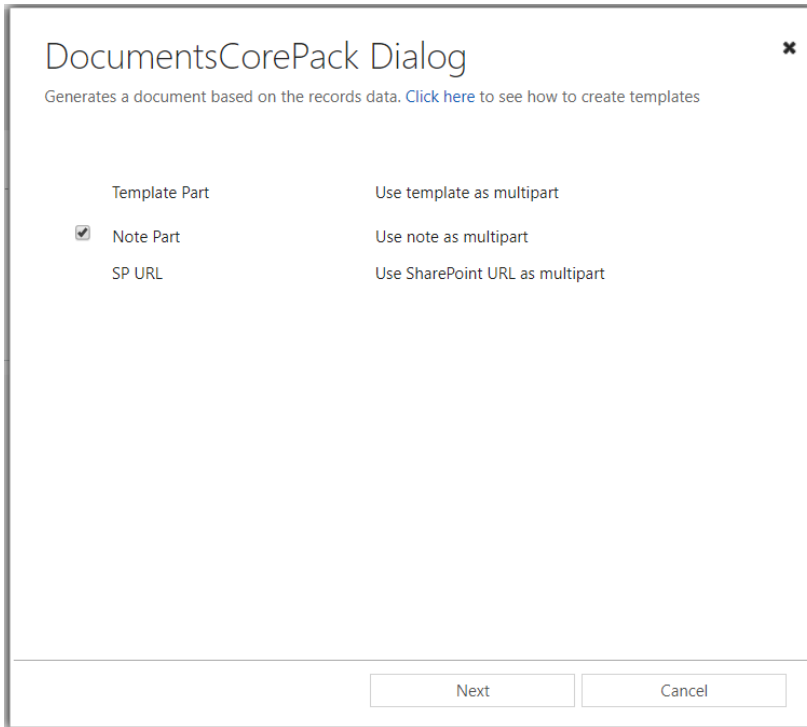 DocumentsCorePack Dialog
Generates a document based on the records data. Click here to see how to create templates
Template Part Use template as multipart
Note Part Use note as multipart
SP URL Use SharePoint URL as multipart
Next Cancel